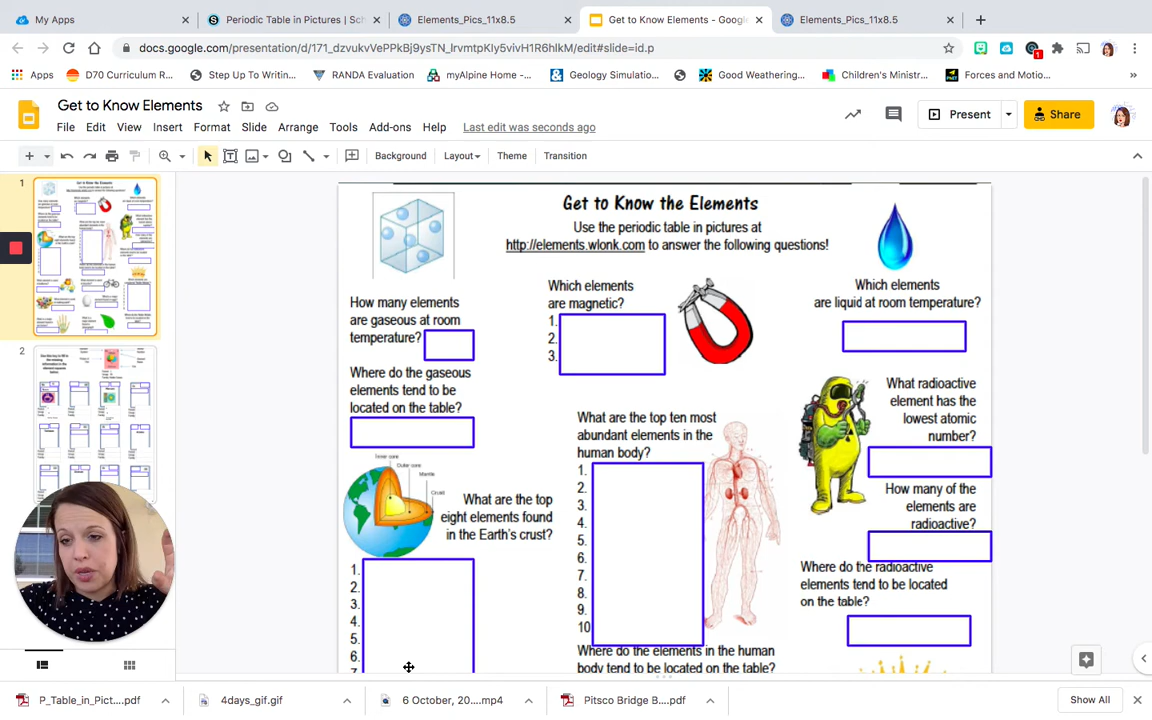 My Apps
Periodic Table in Pictures | Sch
Elements_Pics_11x8.5
Get to Know Elements - Google
Elements_Pics_11x8.5
docs.google.com/presentation/d/171_dzvukvVePPkBj9ysTN_IrvmtpKIy5vivH1R6hlkM/edit#slide=id.p
Apps
D70 Curriculum R...
Step Up To Writin...
RANDA Evaluation
myAlpine Home -...
Geology Simulatio...
Good Weathering...
Children's Ministr...
Forces and Motio...
Get to Know Elements
File Edit View Insert Format Slide Arrange Tools Add-ons Help Last edit was seconds ago
Present
Share
Background Layout Theme Transition
1
2
Get to Know the Elements
Use the periodic table in pictures at
http://elements.wlonk.com to answer the following questions!
How many elements
are gaseous at room
temperature?
Where do the gaseous
elements tend to be
located on the table?
Inner core
Outer core
Mantle
Crust
What are the top
eight elements found
in the Earth's crust?
1.
2.
3.
4.
5.
6.
7.
Which elements
are magnetic?
1.
2.
3.
What are the top ten most
abundant elements in the
human body?
1.
2.
3.
4.
5.
6.
7.
8.
9.
10.
Where do the elements in the human
body tend to be located on the table?
Which elements
are liquid at room temperature?
What radioactive
element has the
lowest atomic
number?
How many of the
elements are
radioactive?
Where do the radioactive
elements tend to be located
on the table?
P_Table_in_Pict....pdf
4days_gif.gif
6 October, 20....mp4
Pitsco Bridge B....pdf
Show All